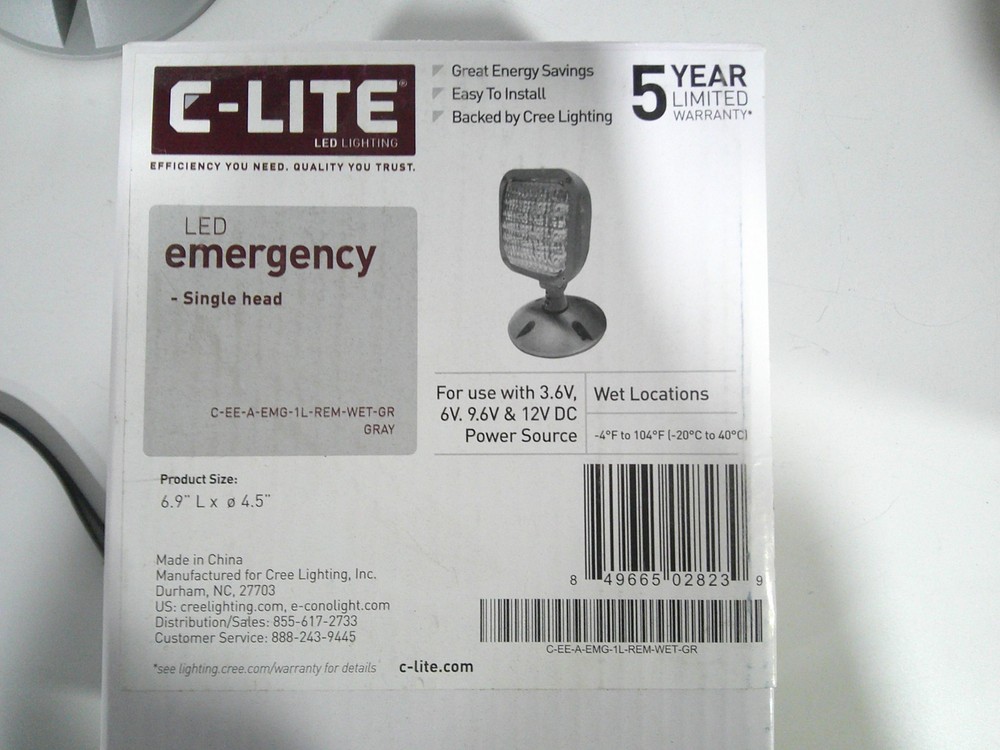 C-LITE®
LED LIGHTING
EFFICIENCY YOU NEED. QUALITY YOU TRUST.
Great Energy Savings
Easy To Install
Backed by Cree Lighting
5 YEAR
LIMITED
WARRANTY*
LED
emergency
- Single head
C-EE-A-EMG-1L-REM-WET-GR
GRAY
For use with 3.6V,
6V. 9.6V & 12V DC
Power Source
Wet Locations
-4°F to 104°F (-20°C to 40°C)
Product Size:
6.9" L x ø 4.5"
8 49665 02823 9
C-EE-A-EMG-1L-REM-WET-GR
Made in China
Manufactured for Cree Lighting, Inc.
Durham, NC, 27703
US: creelighting.com, e-conolight.com
Distribution/Sales: 855-617-2733
Customer Service: 888-243-9445
*see lighting.cree.com/warranty for details
c-lite.com